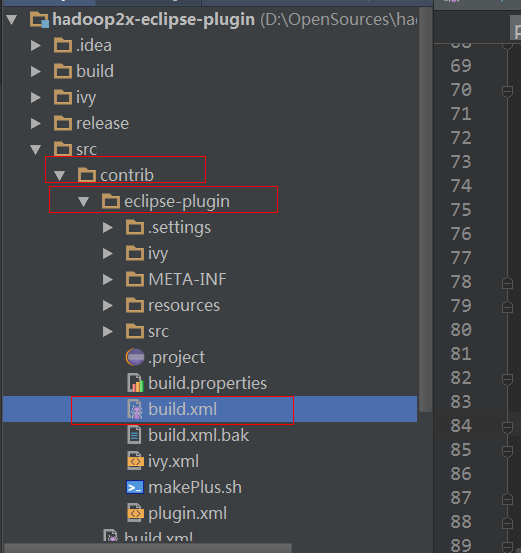 hadoop2x-eclipse-plugin (D:\OpenSources\ha
.idea
build
ivy
release
src
contrib
eclipse-plugin
.settings
ivy
META-INF
resources
src
.project
build.properties
build.xml
build.xml.bak
ivy.xml
makePlus.sh
plugin.xml
build.xml
69
70
71
72
73
74
75
76
77
78
79
80
81
82
83
84
85
86
87
88
89